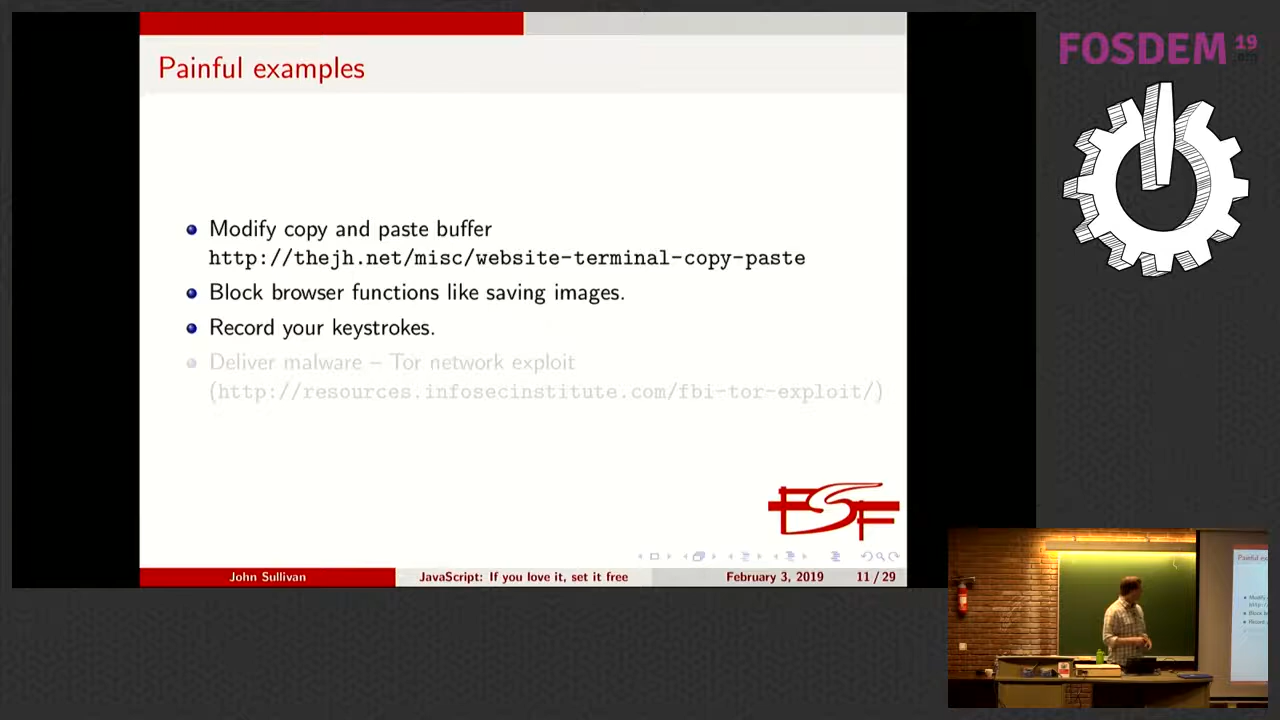 Painful examples
FOSDEM 19
.org
Modify copy and paste buffer
http://thejh.net/misc/website-terminal-copy-paste
Block browser functions like saving images.
Record your keystrokes.
Deliver malware – Tor network exploit
(http://resources.infosecinstitute.com/fbi-tor-exploit/)
FSF
John Sullivan
JavaScript: If you love it, set it free
February 3, 2019
11 / 29